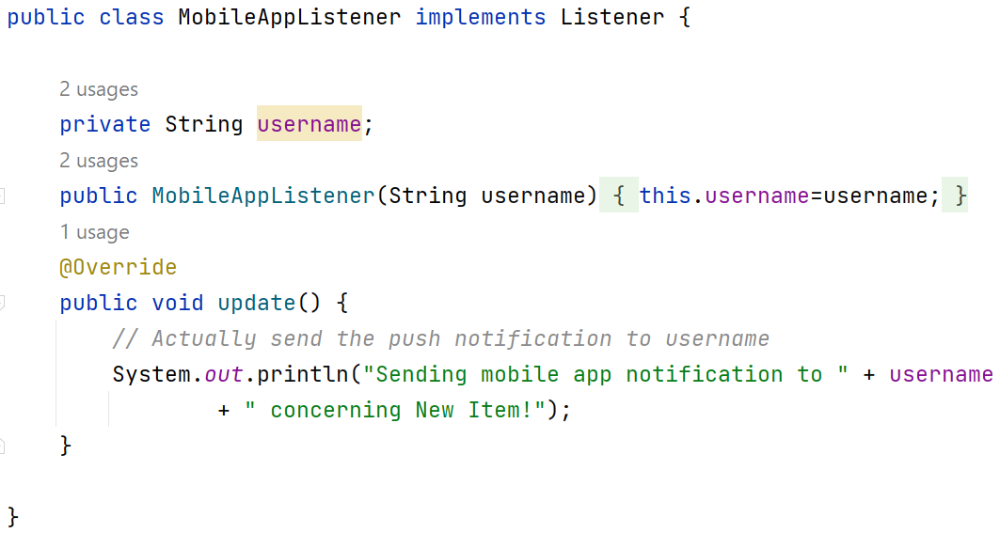 public class MobileAppListener implements Listener {
2 usages
private String username;
2 usages
public MobileAppListener(String username) { this.username=username; }
1 usage
@Override
public void update() {
// Actually send the push notification to username
System.out.println("Sending mobile app notification to " + username
+ " concerning New Item!");
}
}